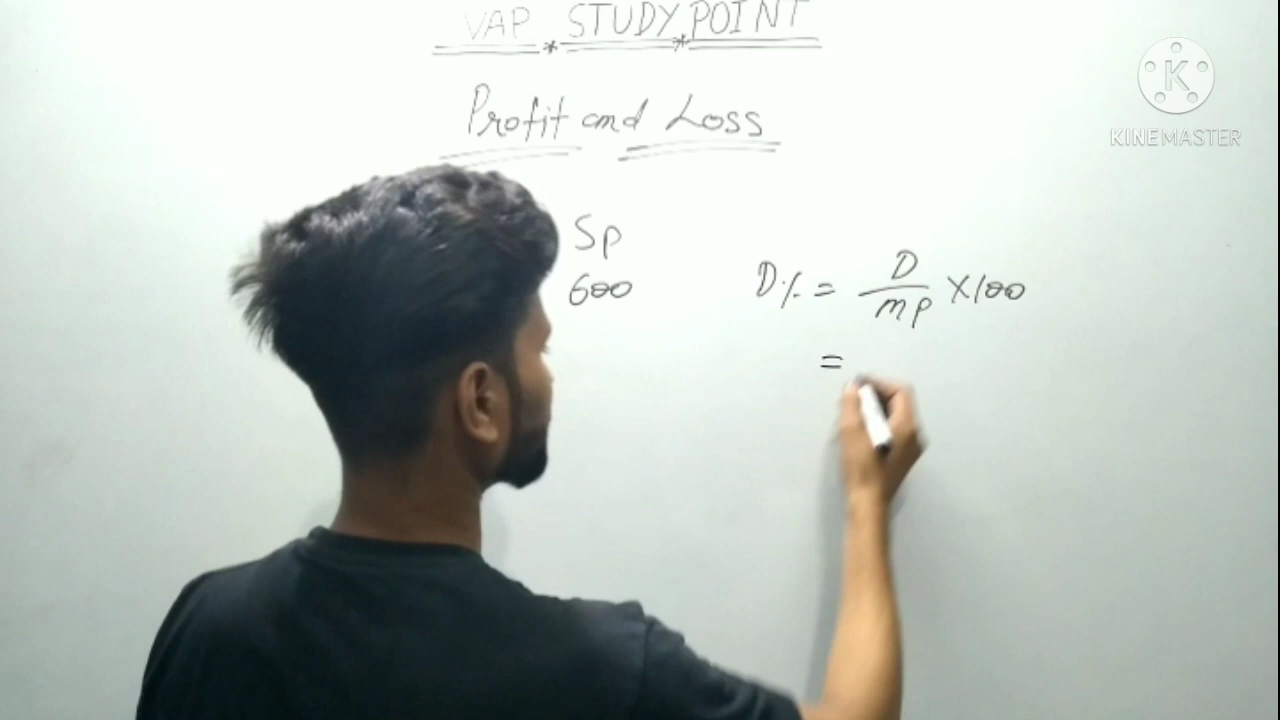 VAP * STUDY * POINT
Profit and Loss
K
KINEMASTER
SP
600
D% = D/MP X100
=